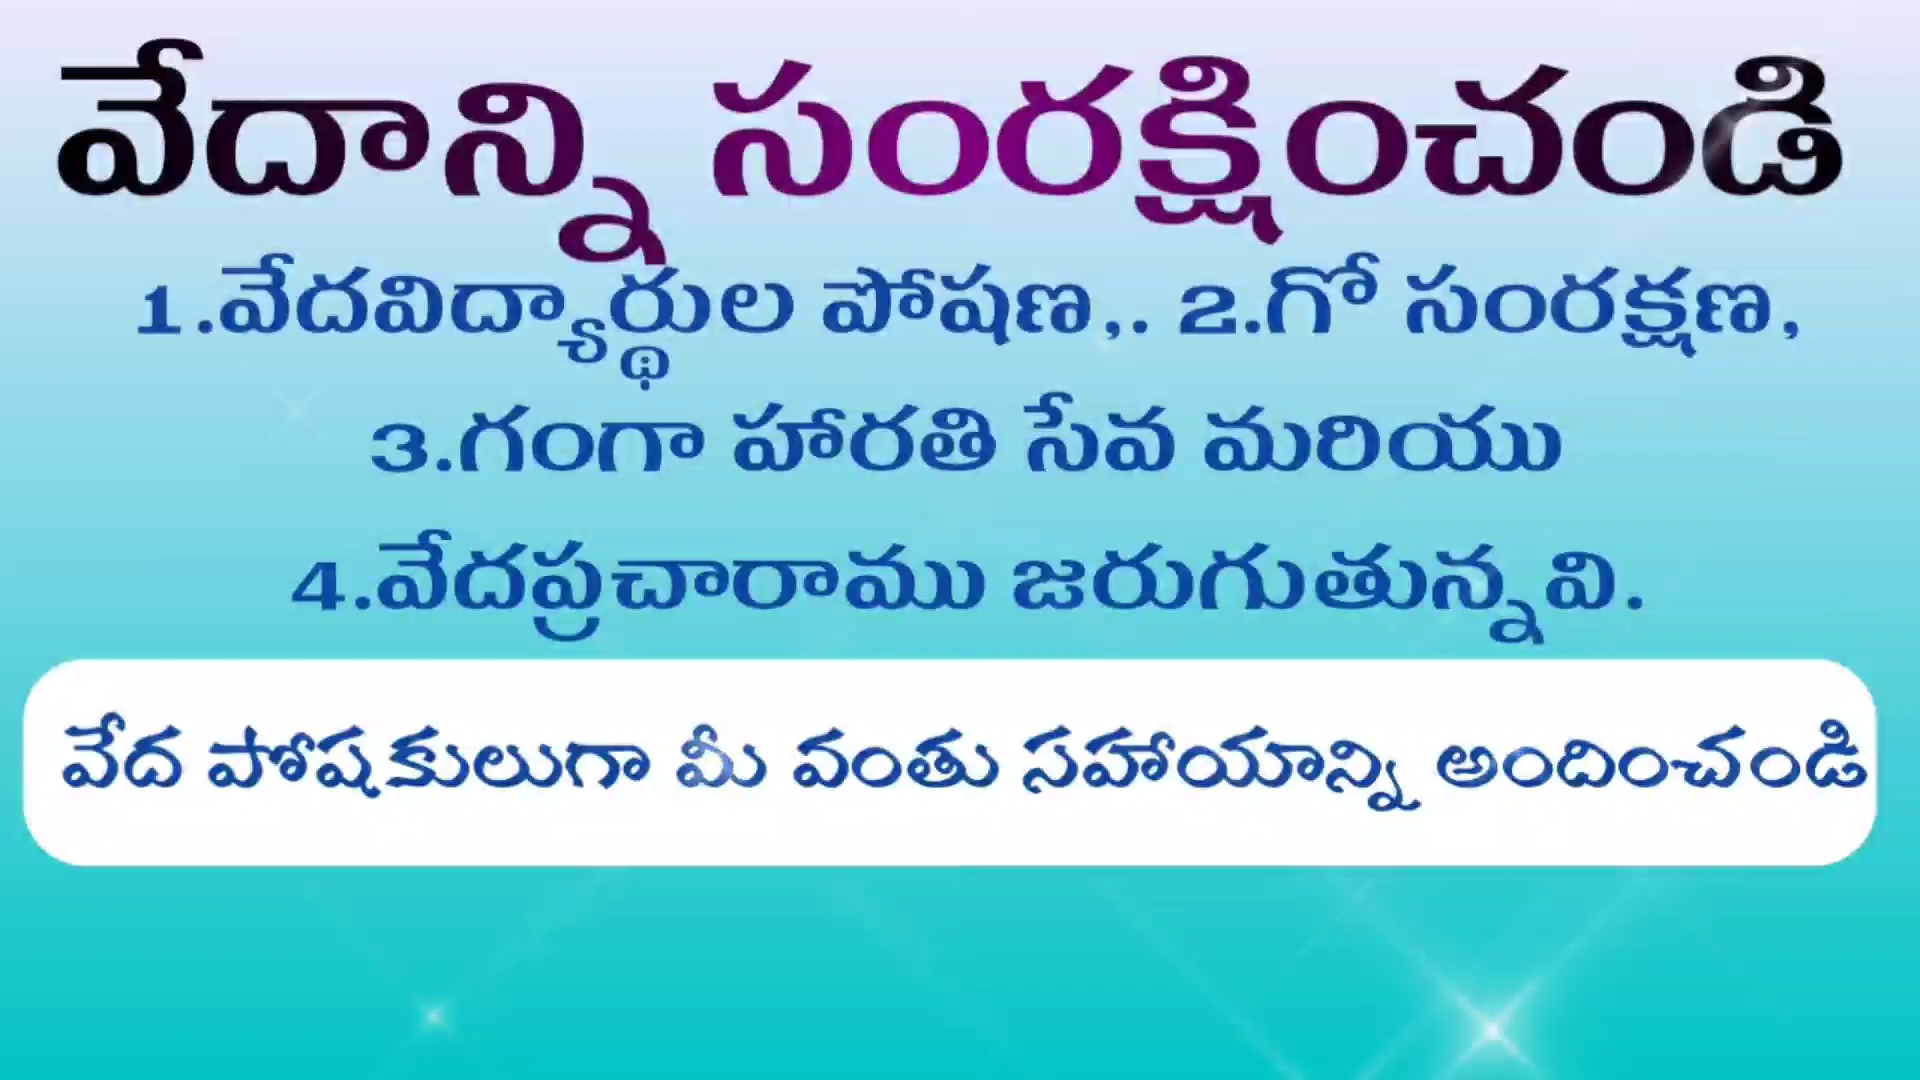 వేదాన్ని సంరక్షించండి
1.వేదవిద్యార్థుల పోషణ,. 2.గో సంరక్షణ,
3.గంగా హారతి సేవ మరియు
4.వేదప్రచారాము జరుగుతున్నవి.
వేద పోషకులుగా మీ వంతు సహాయాన్ని అందించండి